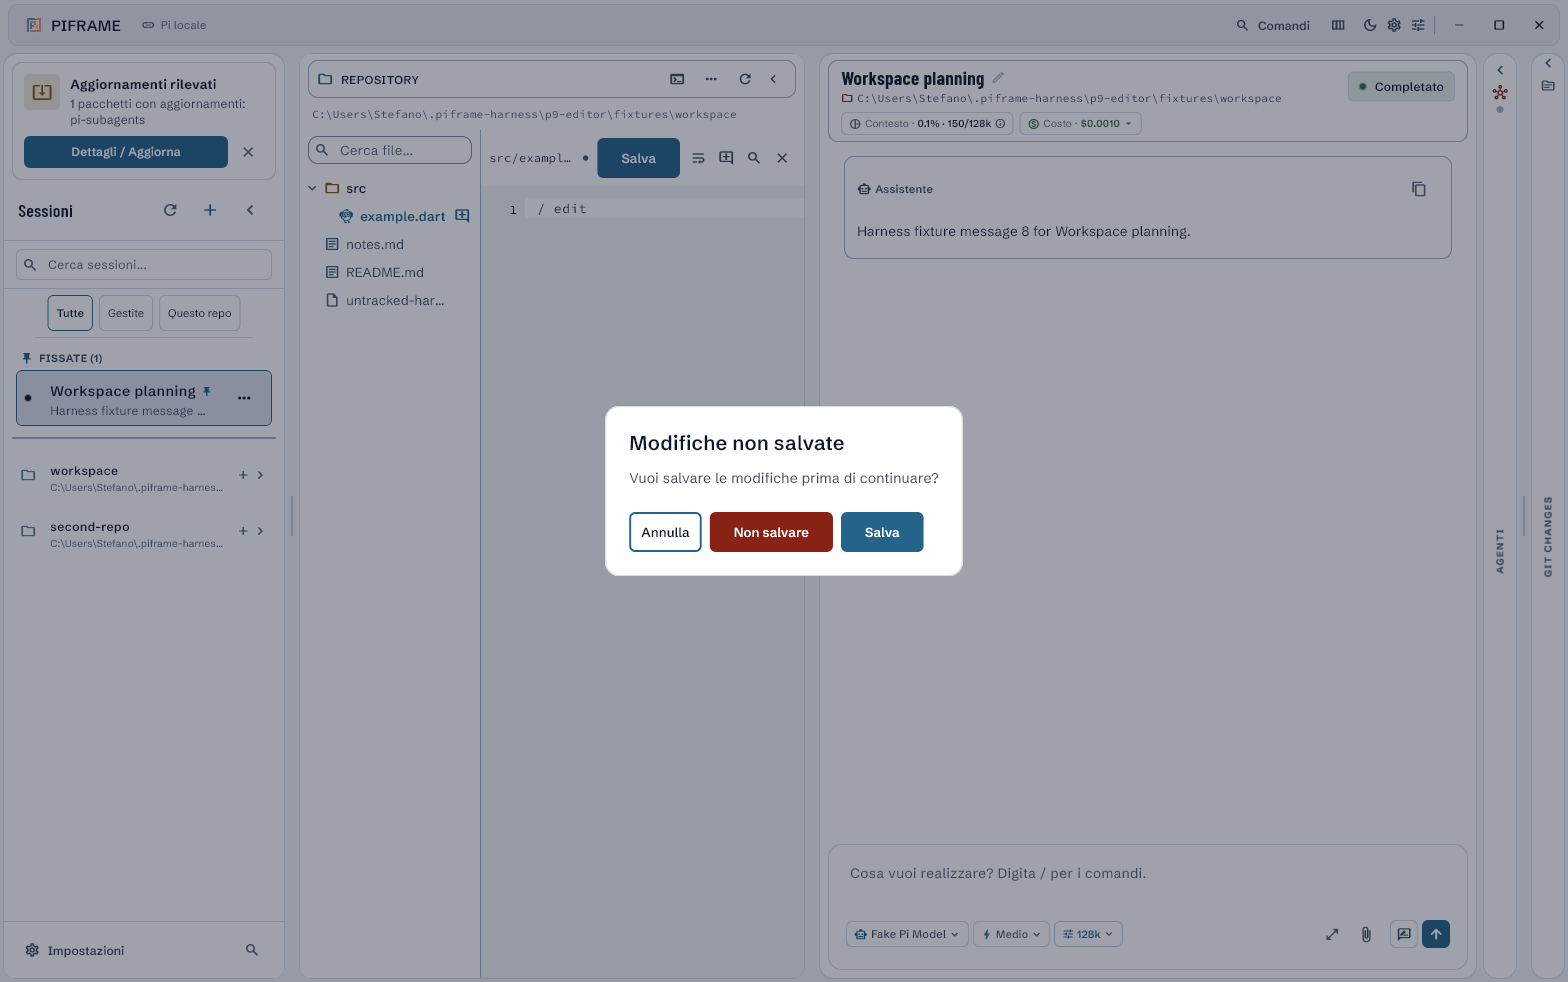 PIFRAME
Pi locale
Comandi
Aggiornamenti rilevati
1 pacchetti con aggiornamenti:
pi-subagents
Dettagli / Aggiorna
Sessioni
Cerca sessioni...
Tutte
Gestite
Questo repo
FISSATE (1)
Workspace planning
Harness fixture message ...
workspace
C:\Users\Stefano\.piframe-harnes...
second-repo
C:\Users\Stefano\.piframe-harnes...
Impostazioni
REPOSITORY
C:\Users\Stefano\.piframe-harness\p9-editor\fixtures\workspace
Cerca file...
src
example.dart
notes.md
README.md
untracked-har...
src/exampl…
Salva
1 / edit
Workspace planning
C:\Users\Stefano\.piframe-harness\p9-editor\fixtures\workspace
Contesto · 0.1% · 150/128k
Costo · $0.0010
Completato
Assistente
Harness fixture message 8 for Workspace planning.
Modifiche non salvate
Vuoi salvare le modifiche prima di continuare?
Annulla
Non salvare
Salva
Cosa vuoi realizzare? Digita / per i comandi.
Fake Pi Model
Medio
128k
AGENTI
GIT CHANGES